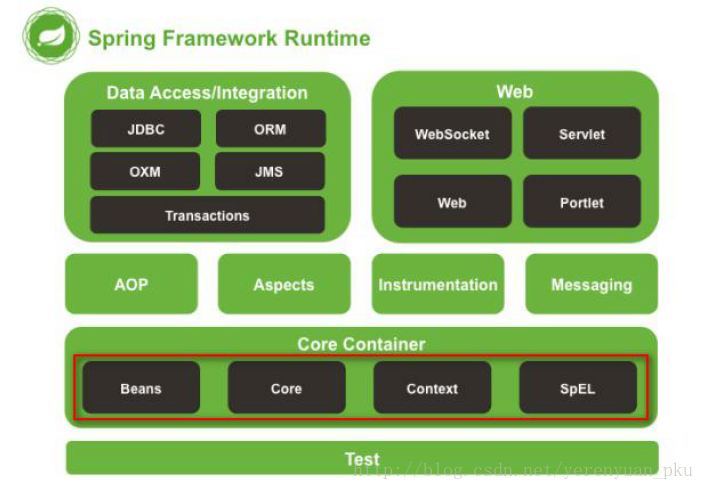 Spring Framework Runtime
Data Access/Integration
JDBC
ORM
OXM
JMS
Transactions
Web
WebSocket
Servlet
Web
Portlet
AOP
Aspects
Instrumentation
Messaging
Core Container
Beans
Core
Context
SpEL
Test
http://blog.csdn.net/yerenyuan_pku